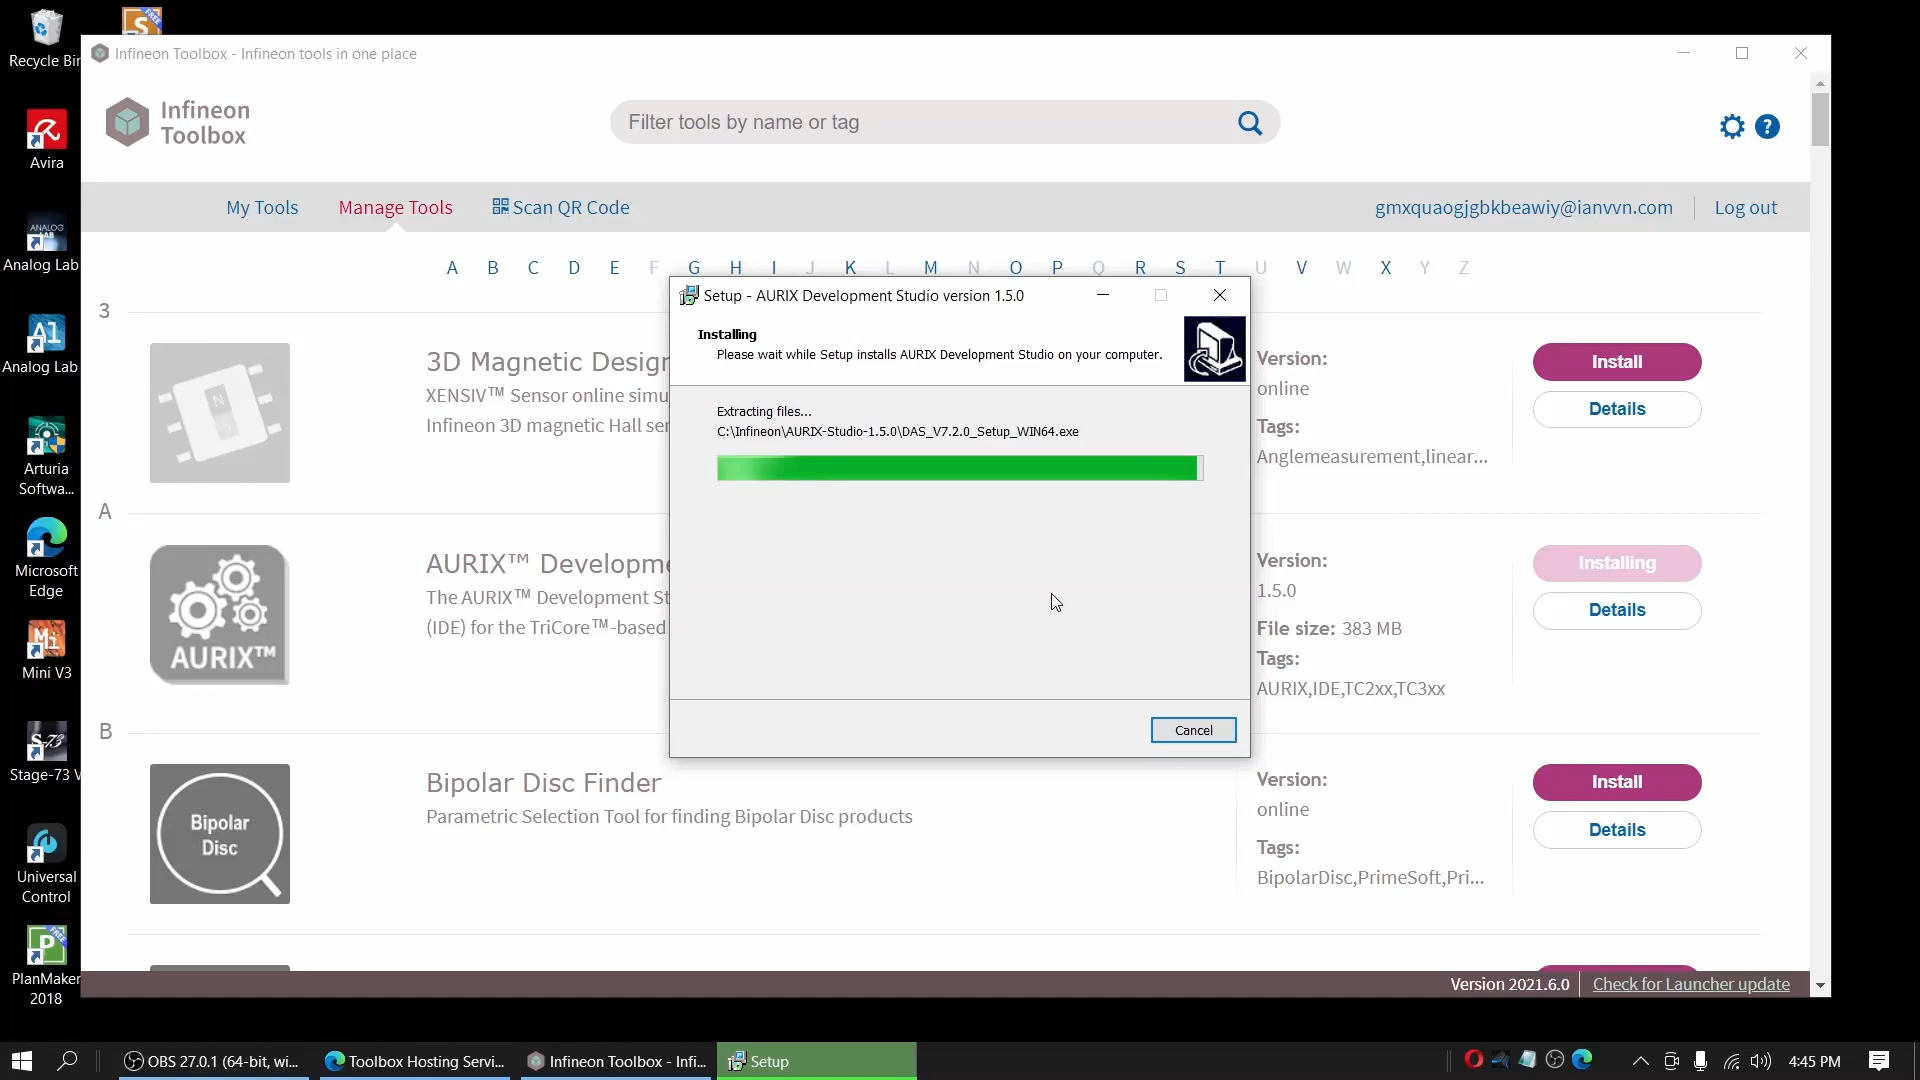 Recycle Bin
Avira
ANALOG LAB
Analog Lab
Analog Lab
Arturia
Softwa...
Microsoft
Edge
Mini V3
Stage-73 V
Universal
Control
PlanMaker
2018
Infineon Toolbox - Infineon tools in one place
Infineon
Toolbox
Filter tools by name or tag
My Tools
Manage Tools
Scan QR Code
gmxquaogjgbkbeawiy@ianvvn.com
Log out
A B C D E F G H I J K L M N O P Q R S T U V W X Y Z
3
3D Magnetic Design
XENSIV™ Sensor online simu
Infineon 3D magnetic Hall ser
Version:
online
Tags:
Anglemeasurement,linear...
Install
Details
A
AURIX™
AURIX™ Developme
The AURIX™ Development St
(IDE) for the TriCore™-based
Version:
1.5.0
File size: 383 MB
Tags:
AURIX,IDE,TC2xx,TC3xx
Installing
Details
B
Bipolar
Disc
Bipolar Disc Finder
Parametric Selection Tool for finding Bipolar Disc products
Version:
online
Tags:
BipolarDisc,PrimeSoft,Pri...
Install
Details
Setup - AURIX Development Studio version 1.5.0
Installing
Please wait while Setup installs AURIX Development Studio on your computer.
Extracting files...
C:\Infineon\AURIX-Studio-1.5.0\DAS_V7.2.0_Setup_WIN64.exe
Cancel
Version 2021.6.0
Check for Launcher update
OBS 27.0.1 (64-bit, wi...
Toolbox Hosting Servi...
Infineon Toolbox - Infi...
Setup
4:45 PM